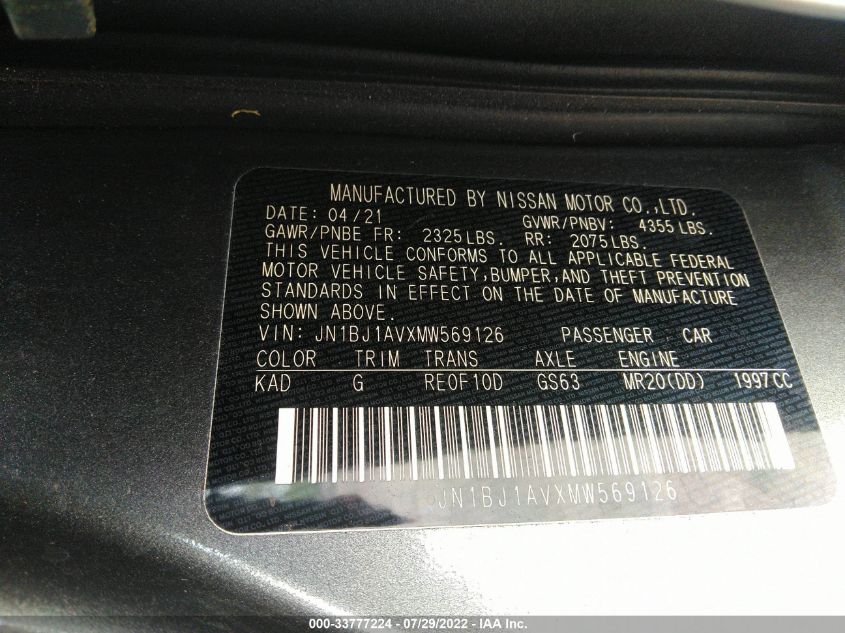 MANUFACTURED BY NISSAN MOTOR CO.,LTD.
DATE: 04/21 GVWR/PNBV: 4355 LBS.
GAWR/PNBE FR: 2325 LBS. RR: 2075 LBS.
THIS VEHICLE CONFORMS TO ALL APPLICABLE FEDERAL
MOTOR VEHICLE SAFETY, BUMPER, AND THEFT PREVENTION
STANDARDS IN EFFECT ON THE DATE OF MANUFACTURE
SHOWN ABOVE.
VIN: JN1BJ1AVXMW569126 PASSENGER CAR
COLOR TRIM TRANS AXLE ENGINE
KAD G RE0F10D GS63 MR20(DD) 1997CC
JN1BJ1AVXMW569126
000-33777224 | 07/29/2022 - IAA Inc.